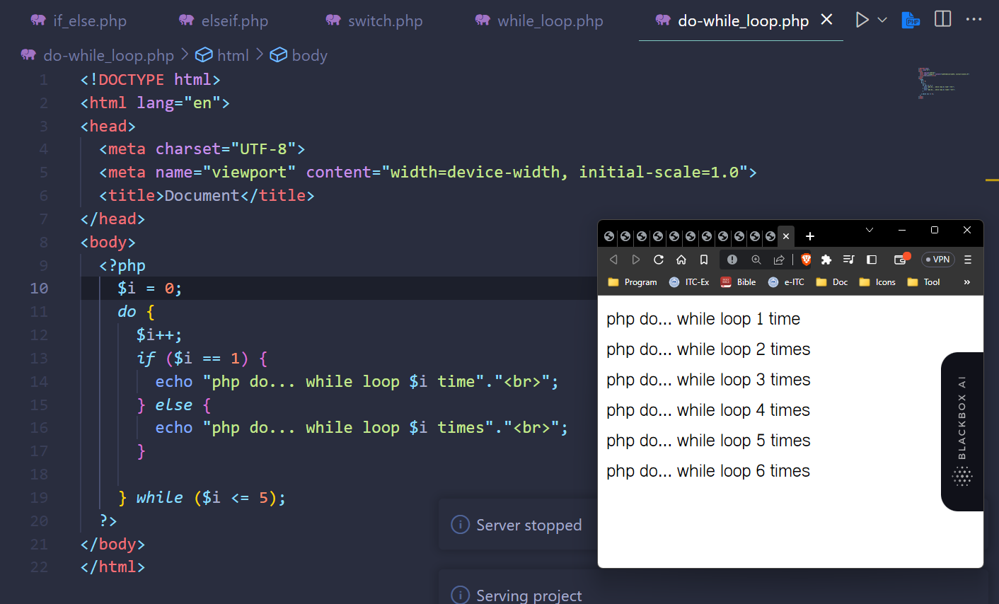 if_else.php elseif.php switch.php while_loop.php do-while_loop.php
do-while_loop.php > html > body
1 <!DOCTYPE html>
2 <html lang="en">
3 <head>
4 <meta charset="UTF-8">
5 <meta name="viewport" content="width=device-width, initial-scale=1.0">
6 <title>Document</title>
7 </head>
8 <body>
9 <?php
10 $i = 0;
11 do {
12 $i++;
13 if ($i == 1) {
14 echo "php do... while loop $i time"."<br>";
15 } else {
16 echo "php do... while loop $i times"."<br>";
17 }
18
19 } while ($i <= 5);
20 ?>
21 </body>
22 </html>
VPN
Program ITC-Ex Bible e-ITC Doc Icons Tool »
php do... while loop 1 time
php do... while loop 2 times
php do... while loop 3 times
php do... while loop 4 times
php do... while loop 5 times
php do... while loop 6 times
BLACKBOX AI
Server stopped
Serving project